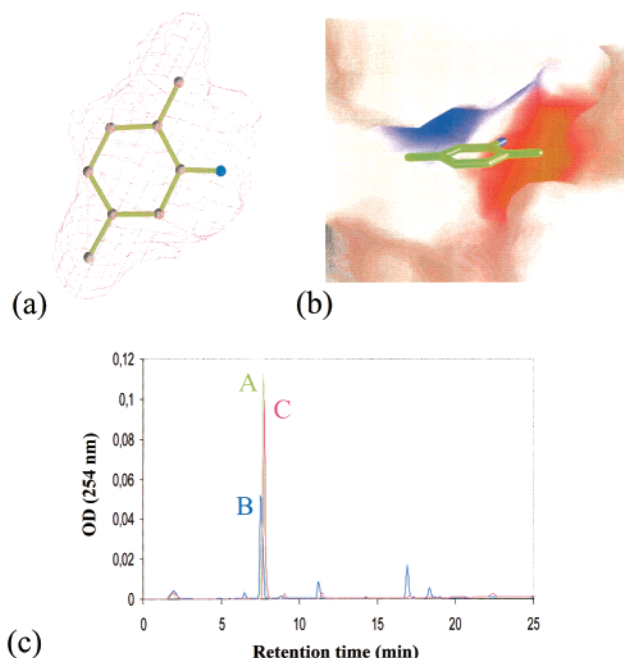 (a)
(b)
0,12
A
C
0,1
0,08
OD (254 nm)
0,06
B
0,04
0,02
0
0 5 10 15 20 25
(c)
Retention time (min)